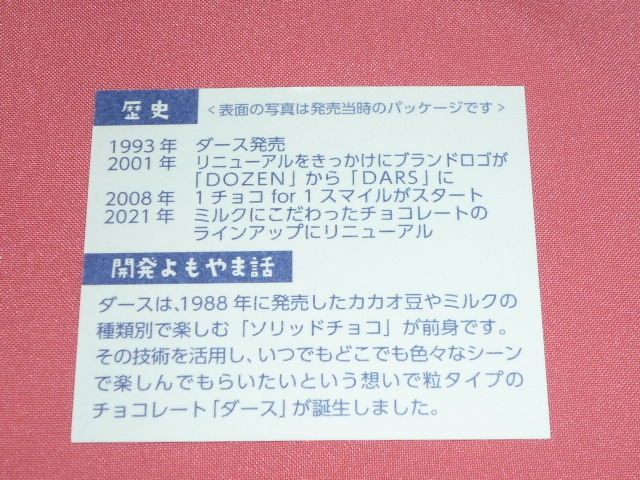 歴史 <表面の写真は発売当時のパッケージです>
1993年 ダース発売
2001年 リニューアルをきっかけにブランドロゴが
「DOZEN」から「DARS」に
2008年 1チョコ for 1スマイルがスタート
2021年 ミルクにこだわったチョコレートの
ラインアップにリニューアル
開発よもやま話
ダースは、1988年に発売したカカオ豆やミルクの
種類別で楽しむ「ソリッドチョコ」が前身です。
その技術を活用し、いつでもどこでも色々なシーン
で楽しんでもらいたいという想いで粒タイプの
チョコレート「ダース」が誕生しました。